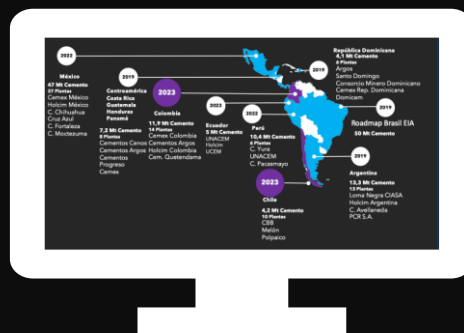 2022
México
47 Mt Cemento
37 Plantas
Cemex México
Holcim México
C. Chihuahua
Cruz Azul
C. Fortaleza
C. Moctezuma
2019
Centroamérica
Costa Rica
Guatemala
Honduras
Panamá
7,2 Mt Cemento
8 Plantas
Cementos Cenos
Cementos Argos
Cementos
Progreso
Cemex
2023
Colombia
11,9 Mt Cemento
14 Plantas
Cemex Colombia
Cementos Argos
Holcim Colombia
Cem. Quetendama
2022
Ecuador
5 Mt Cemento
UNACEM
Holcim
UCEM
2022
Perú
10,4 Mt Cemento
6 Plantas
C. Yura
UNACEM
C. Pacasmayo
2023
Chile
4,2 Mt Cemento
10 Plantas
CBB
Melón
Polpaico
República Dominicana
4,1 Mt Cemento
6 Plantas
Argos
Santo Domingo
Consorcio Minero Dominicano
Cemex Rep. Dominicana
Domicem
2019
2019
Roadmap Brasil EIA
50 Mt Cemento
2019
Argentina
13,3 Mt Cemento
13 Plantas
Loma Negra CIASA
Holcim Argentina
C. Avellaneda
PCR S.A.